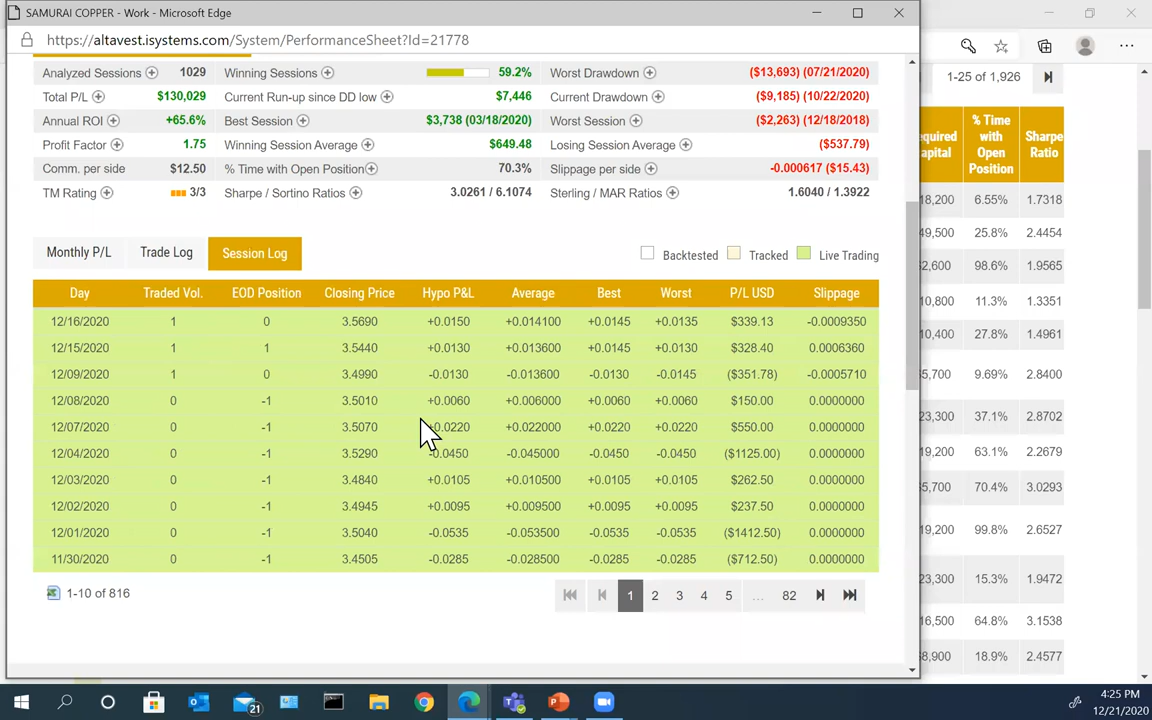 SAMURAI COPPER - Work - Microsoft Edge
https://altavest.isystems.com/System/PerformanceSheet?Id=21778
1-25 of 1,926
Analyzed Sessions 1029 Winning Sessions 59.2% Worst Drawdown ($13,693) (07/21/2020)
Total P/L $130,029 Current Run-up since DD low $7,446 Current Drawdown ($9,185) (10/22/2020)
Annual ROI +65.6% Best Session $3,738 (03/18/2020) Worst Session ($2,263) (12/18/2018)
Profit Factor 1.75 Winning Session Average $649.48 Losing Session Average ($537.79)
Comm. per side $12.50 % Time with Open Position 70.3% Slippage per side -0.000617 ($15.43)
TM Rating 3/3 Sharpe / Sortino Ratios 3.0261 / 6.1074 Sterling / MAR Ratios 1.6040 / 1.3922
Monthly P/L Trade Log Session Log Backtested Tracked Live Trading
Day Traded Vol. EOD Position Closing Price Hypo P&L Average Best Worst P/L USD Slippage
12/16/2020 1 0 3.5690 +0.0150 +0.014100 +0.0145 +0.0135 $339.13 -0.0009350
12/15/2020 1 1 3.5440 +0.0130 +0.013600 +0.0145 +0.0130 $328.40 0.0006360
12/09/2020 1 0 3.4990 -0.0130 -0.013600 -0.0130 -0.0145 ($351.78) -0.0005710
12/08/2020 0 -1 3.5010 +0.0060 +0.006000 +0.0060 +0.0060 $150.00 0.0000000
12/07/2020 0 -1 3.5070 +0.0220 +0.022000 +0.0220 +0.0220 $550.00 0.0000000
12/04/2020 0 -1 3.5290 -0.0450 -0.045000 -0.0450 -0.0450 ($1125.00) 0.0000000
12/03/2020 0 -1 3.4840 +0.0105 +0.010500 +0.0105 +0.0105 $262.50 0.0000000
12/02/2020 0 -1 3.4945 +0.0095 +0.009500 +0.0095 +0.0095 $237.50 0.0000000
12/01/2020 0 -1 3.5040 -0.0535 -0.053500 -0.0535 -0.0535 ($1412.50) 0.0000000
11/30/2020 0 -1 3.4505 -0.0285 -0.028500 -0.0285 -0.0285 ($712.50) 0.0000000
1-10 of 816 1 2 3 4 5 ... 82
% Time
with
Open
Position
Sharpe
Ratio
6.55% 1.7318
25.8% 2.4454
98.6% 1.9565
11.3% 1.3351
27.8% 1.4961
9.69% 2.8400
37.1% 2.8702
63.1% 2.2679
70.4% 3.0293
99.8% 2.6527
15.3% 1.9472
64.8% 3.1538
18.9% 2.4577
21
4:25 PM
12/21/2020